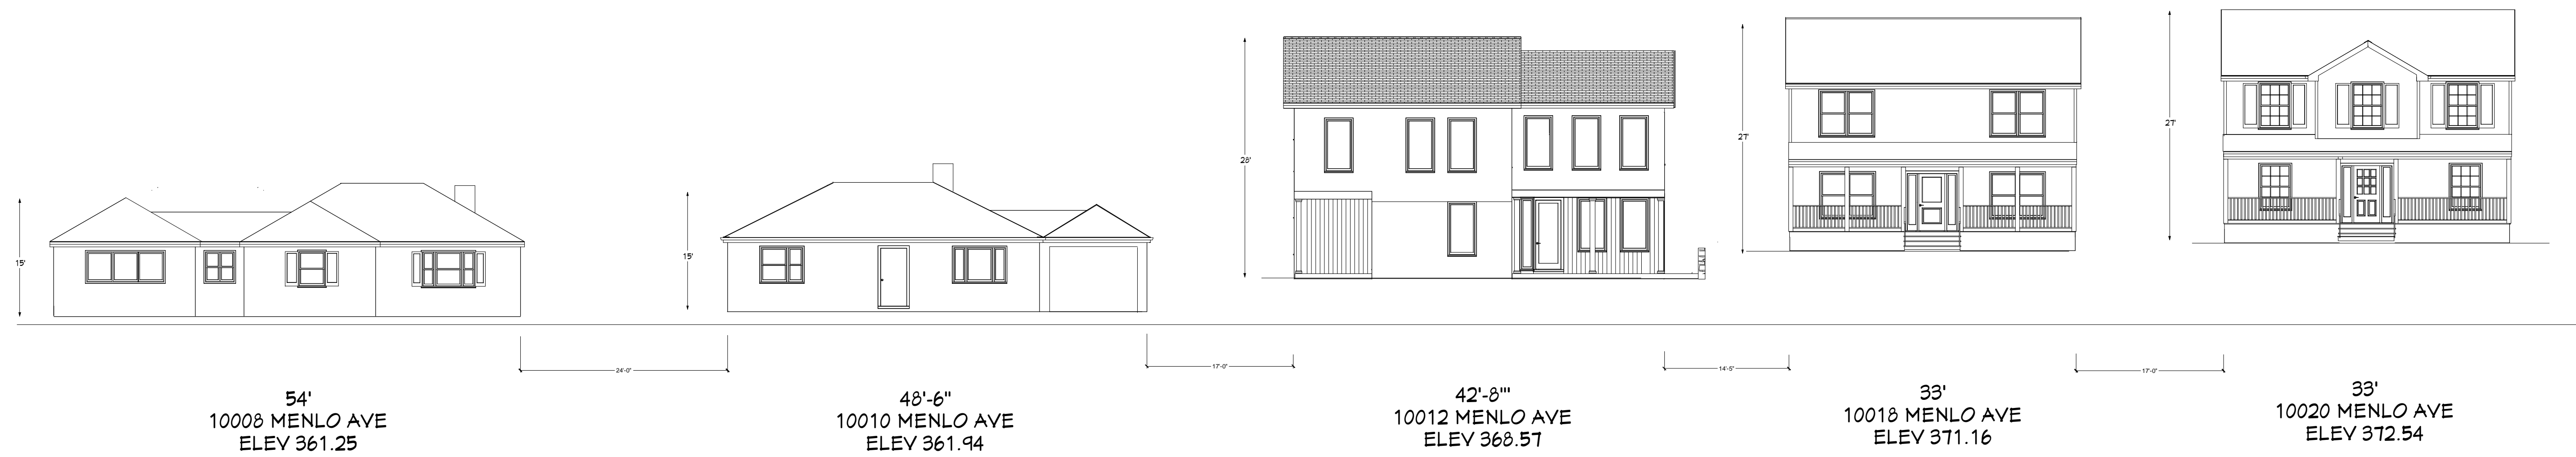 15'
15'
28'
27'
27'
24'-0"
17'-0"
14'-5"
17'-0"
54'
10008 MENLO AVE
ELEV 361.25
48'-6"
10010 MENLO AVE
ELEV 361.94
42'-8'"
10012 MENLO AVE
ELEV 368.57
33'
10018 MENLO AVE
ELEV 371.16
33'
10020 MENLO AVE
ELEV 372.54